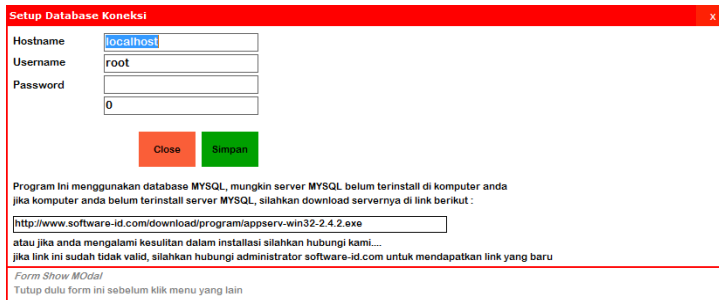 Setup Database Koneksi x
Hostname localhost
Username root
Password
0
Close Simpan
Program Ini menggunakan database MYSQL, mungkin server MYSQL belum terinstall di komputer anda
jika komputer anda belum terinstall server MYSQL, silahkan download servernya di link berikut :
http://www.software-id.com/download/program/appserv-win32-2.4.2.exe
atau jika anda mengalami kesulitan dalam installasi silahkan hubungi kami....
jika link ini sudah tidak valid, silahkan hubungi administrator software-id.com untuk mendapatkan link yang baru
Form Show MOdal
Tutup dulu form ini sebelum klik menu yang lain